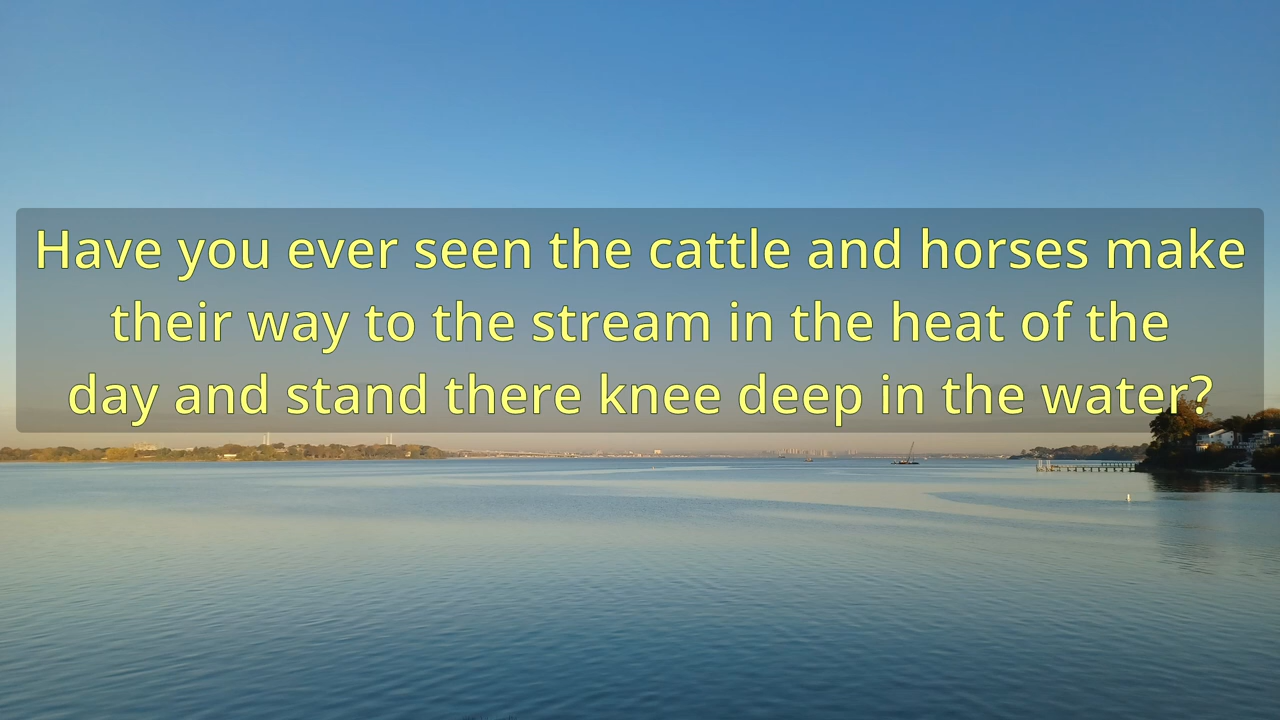 Have you ever seen the cattle and horses make
their way to the stream in the heat of the
day and stand there knee deep in the water?